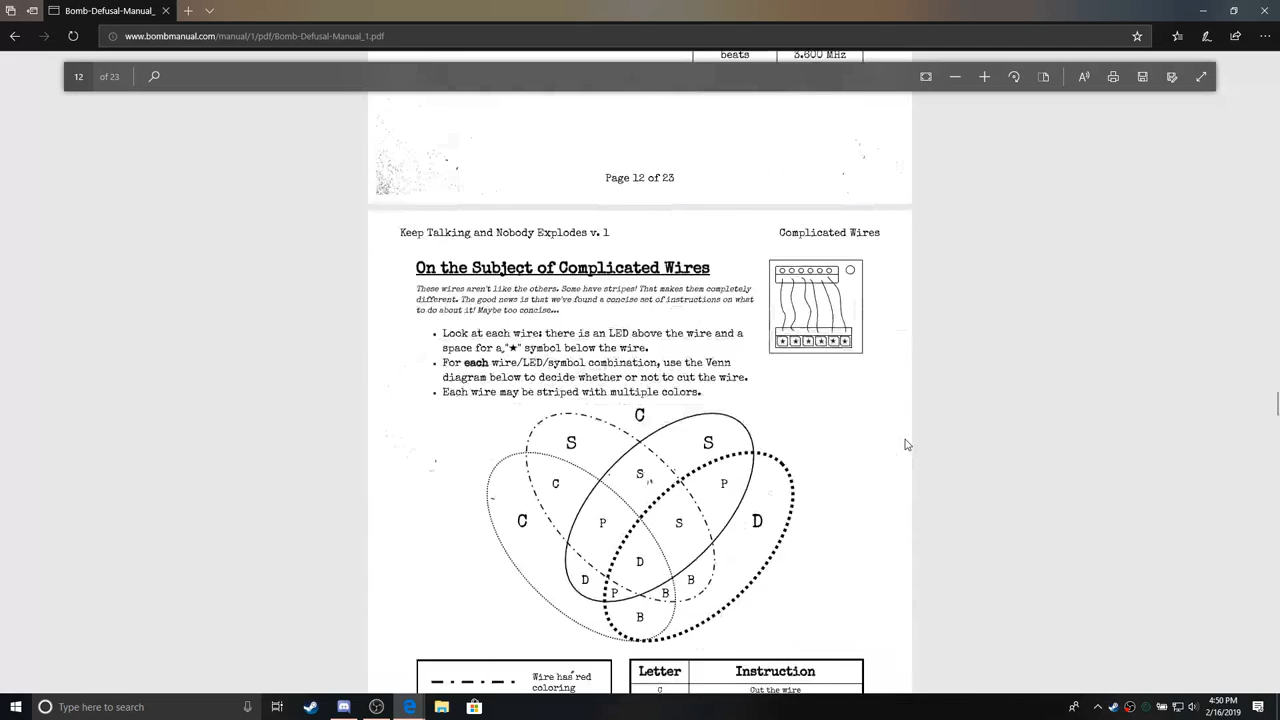 Bomb-Defusal-Manual_
www.bombmanual.com/manual/1/pdf/Bomb-Defusal-Manual_1.pdf
beats 3.600 MHz
12 of 23
Page 12 of 23
Keep Talking and Nobody Explodes v. 1 Complicated Wires
On the Subject of Complicated Wires
These wires aren't like the others. Some have stripes! That makes them completely
different. The good news is that we've found a concise set of instructions on what
to do about it! Maybe too concise...
Look at each wire: there is an LED above the wire and a
space for a "★" symbol below the wire.
For each wire/LED/symbol combination, use the Venn
diagram below to decide whether or not to cut the wire.
Each wire may be striped with multiple colors.
C
S S
S
C P
C P S D
D
D B
P B
B
Wire has red
coloring
Letter Instruction
C Cut the wire
Type here to search
4:50 PM
2/16/2019